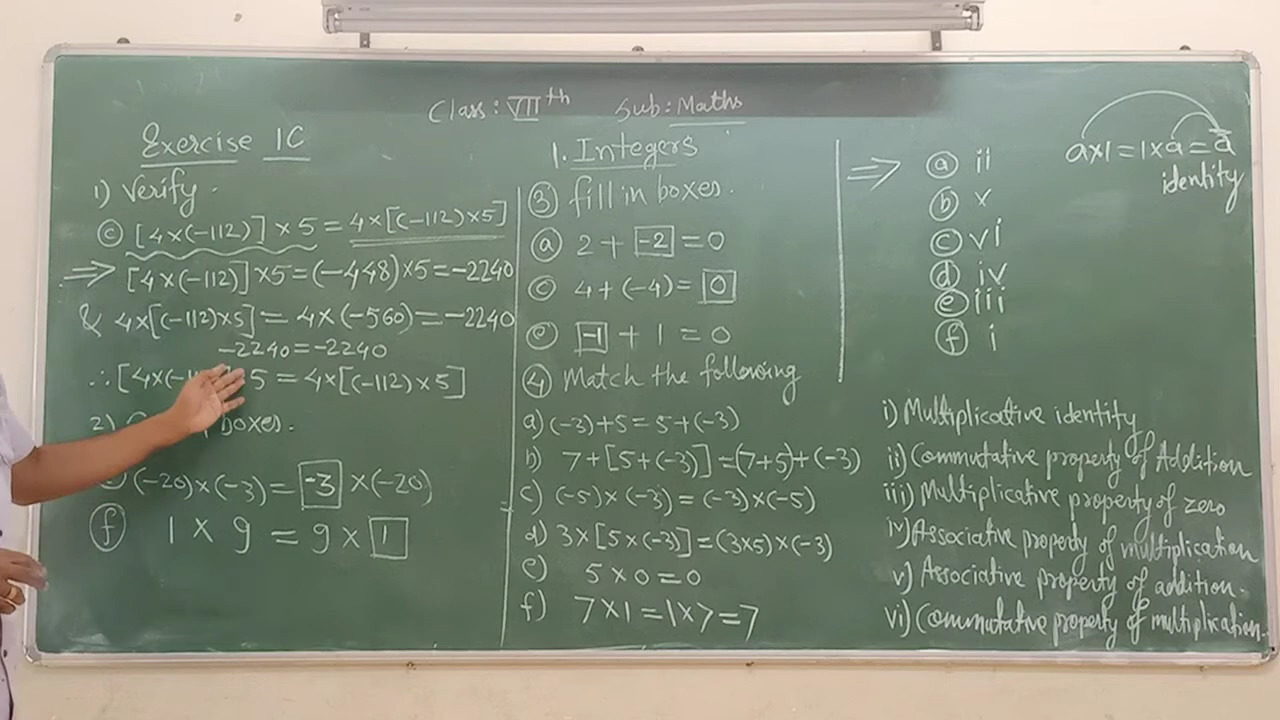 Class: VIIth Sub: Maths
Exercise 1C
1) Verify.
(c) [4×(-112)]×5 = 4×[(-112)×5]
⇒ [4×(-112)]×5=(-448)×5=-2240
& 4×[(-112)×5] = 4×(-560)=-2240
-2240=-2240
∴ [4×(-11 5 = 4×[(-112)×5]
2) boxes.
(-20)×(-3)= -3 ×(-20)
(f) 1 × 9 = 9 × 1
1. Integers
(3) fill in boxes.
(a) 2 + -2 = 0
(c) 4+(-4)= 0
(e) -1 + 1 = 0
(4) Match the following
a) (-3)+5=5+(-3)
b) 7+[5+(-3)]=(7+5)+(-3)
c) (-5)×(-3)=(-3)×(-5)
d) 3×[5×(-3)]=(3×5)×(-3)
e) 5×0=0
f) 7×1=1×7=7
⇒ (a) ii
(b) x
(c) vi
(d) iv
(e) iii
(f) i
a×1=1×a=a
identity
i) Multiplicative identity
ii) Commutative property of Addition
iii) Multiplicative property of zero
iv) Associative property of multiplication
v) Associative property of addition.
vi) Commutative property of multiplication.